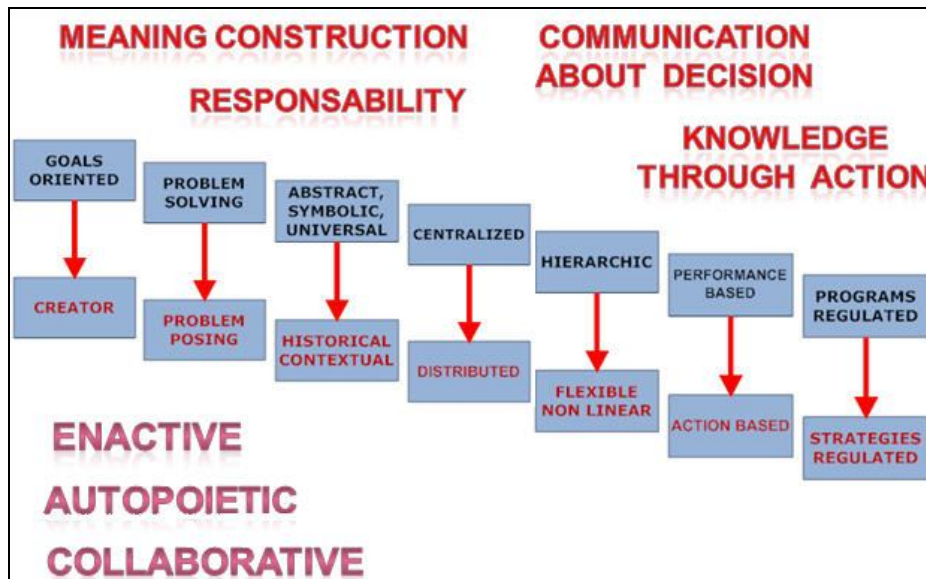 MEANING CONSTRUCTION
COMMUNICATION
ABOUT DECISION
RESPONSABILITY
KNOWLEDGE
THROUGH ACTION
GOALS
ORIENTED
PROBLEM
SOLVING
ABSTRACT,
SYMBOLIC,
UNIVERSAL
CENTRALIZED
HIERARCHIC
PERFORMANCE
BASED
PROGRAMS
REGULATED
CREATOR
PROBLEM
POSING
HISTORICAL
CONTEXTUAL
DISTRIBUTED
FLEXIBLE
NON LINEAR
ACTION BASED
STRATEGIES
REGULATED
ENACTIVE
AUTOPOIETIC
COLLABORATIVE